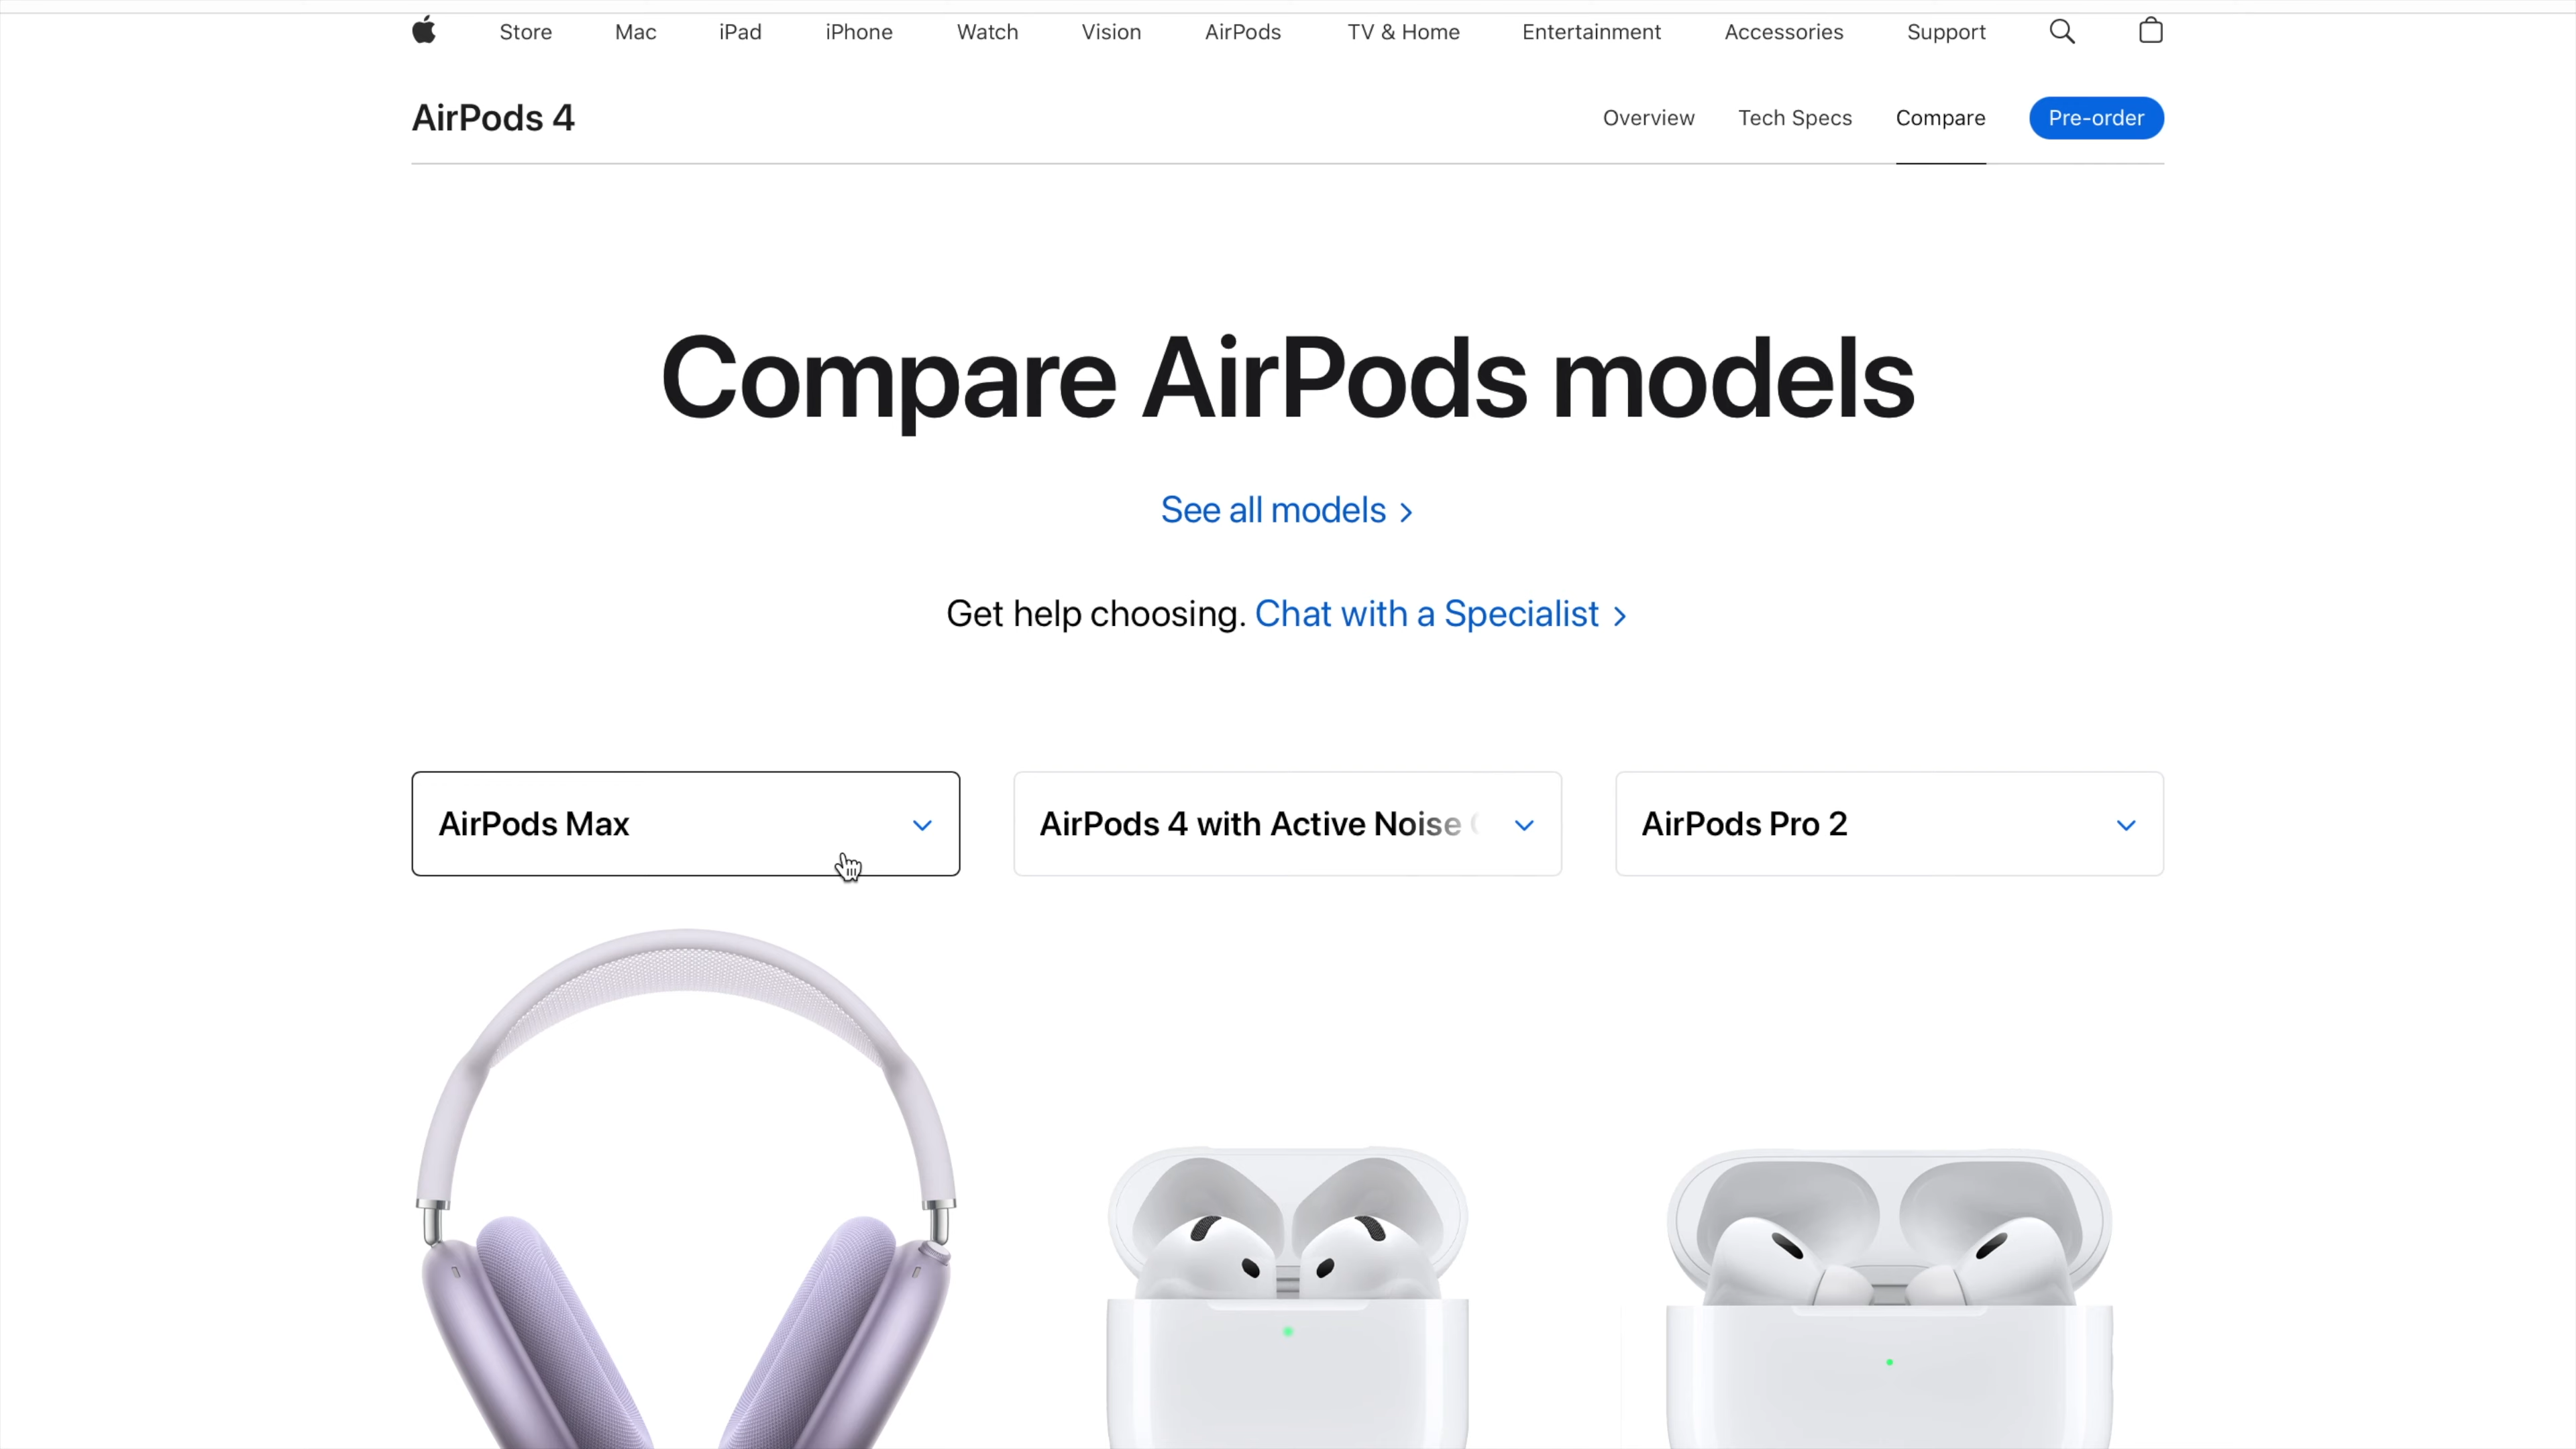 Store Mac iPad iPhone Watch Vision AirPods TV & Home Entertainment Accessories Support
AirPods 4
Overview Tech Specs Compare Pre-order
Compare AirPods models
See all models
Get help choosing. Chat with a Specialist
AirPods Max
AirPods 4 with Active Noise
AirPods Pro 2